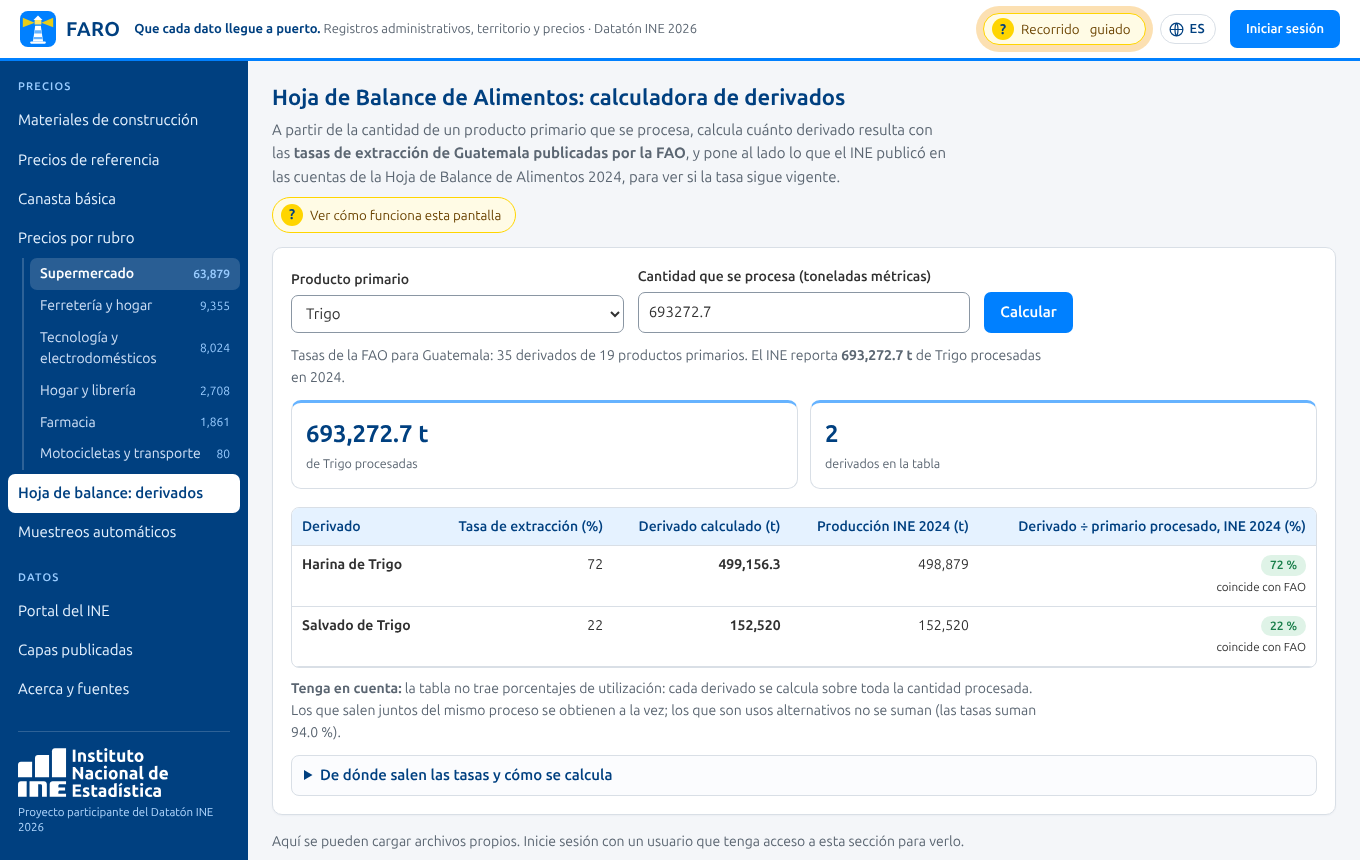 FARO
Que cada dato llegue a puerto. Registros administrativos, territorio y precios · Datatón INE 2026
? Recorrido guiado
ES
Iniciar sesión
PRECIOS
Materiales de construcción
Precios de referencia
Canasta básica
Precios por rubro
Supermercado 63,879
Ferretería y hogar 9,355
Tecnología y
electrodomésticos 8,024
Hogar y librería 2,708
Farmacia 1,861
Motocicletas y transporte 80
Hoja de balance: derivados
Muestreos automáticos
DATOS
Portal del INE
Capas publicadas
Acerca y fuentes
INE
Instituto
Nacional de
Estadística
Proyecto participante del Datatón INE
2026
Hoja de Balance de Alimentos: calculadora de derivados
A partir de la cantidad de un producto primario que se procesa, calcula cuánto derivado resulta con
las tasas de extracción de Guatemala publicadas por la FAO, y pone al lado lo que el INE publicó en
las cuentas de la Hoja de Balance de Alimentos 2024, para ver si la tasa sigue vigente.
? Ver cómo funciona esta pantalla
Producto primario
Trigo
Cantidad que se procesa (toneladas métricas)
693272.7
Calcular
Tasas de la FAO para Guatemala: 35 derivados de 19 productos primarios. El INE reporta 693,272.7 t de Trigo procesadas
en 2024.
693,272.7 t
de Trigo procesadas
2
derivados en la tabla
Derivado Tasa de extracción (%) Derivado calculado (t) Producción INE 2024 (t) Derivado ÷ primario procesado, INE 2024 (%)
Harina de Trigo 72 499,156.3 498,879 72 %
coincide con FAO
Salvado de Trigo 22 152,520 152,520 22 %
coincide con FAO
Tenga en cuenta: la tabla no trae porcentajes de utilización: cada derivado se calcula sobre toda la cantidad procesada.
Los que salen juntos del mismo proceso se obtienen a la vez; los que son usos alternativos no se suman (las tasas suman
94.0 %).
De dónde salen las tasas y cómo se calcula
Aquí se pueden cargar archivos propios. Inicie sesión con un usuario que tenga acceso a esta sección para verlo.